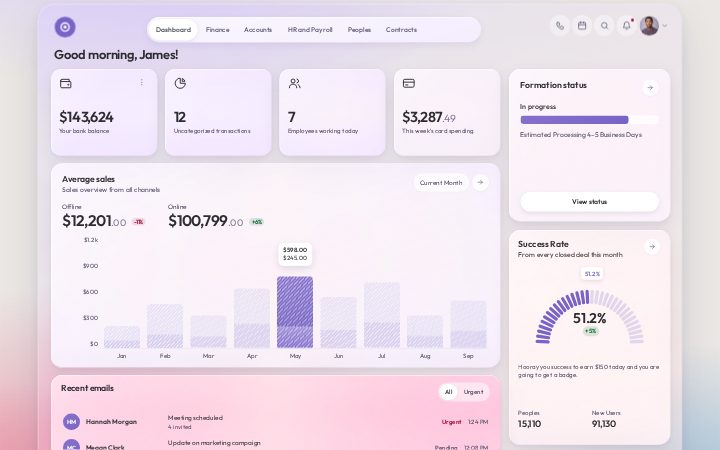 Dashboard Finance Accounts HR and Payroll Peoples Contracts
Good morning, James!
$143,624
Your bank balance
12
Uncategorized transactions
7
Employees working today
$3,287.49
This week's card spending
Formation status
In progress
Estimated Processing 4-5 Business Days
View status
Average sales
Sales overview from all channels
Current Month
Offline
$12,201.00 -11%
Online
$100,799.00 +6%
$1.2k
$900
$600
$300
$0
$598.00
$245.00
Jan Feb Mar Apr May Jun Jul Aug Sep
Success Rate
From every closed deal this month
51.2%
51.2%
+5%
Hooray you success to earn $150 today and you are
going to get a badge.
Peoples
15,110
New Users
91,130
Recent emails
All Urgent
HM Hannah Morgan
Meeting scheduled
4 invited
Urgent 1:24 PM
MC Megan Clark
Update on marketing campaign
Pending 12:08 PM